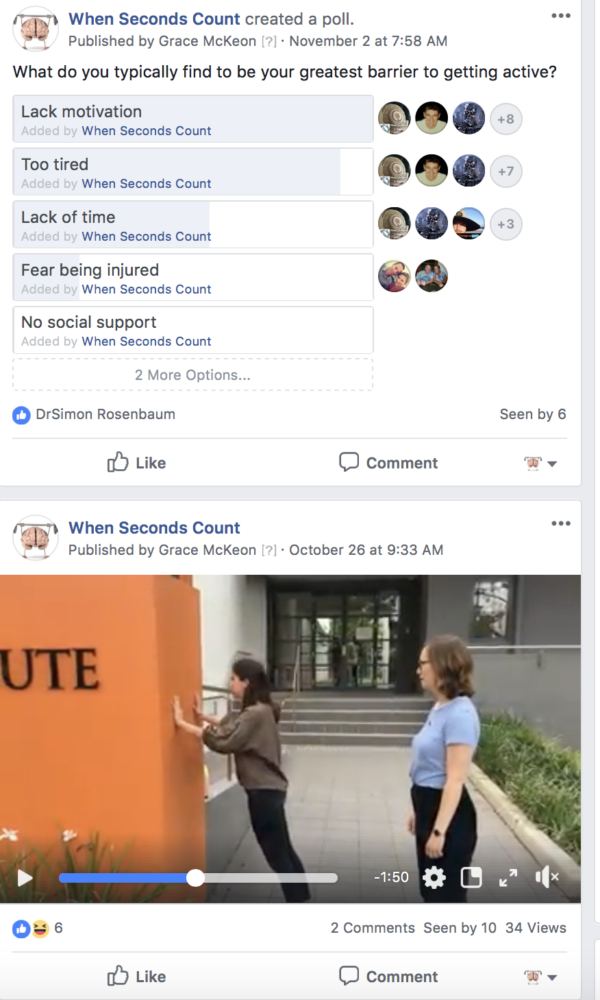 When Seconds Count created a poll.
Published by Grace McKeon [?] · November 2 at 7:58 AM
What do you typically find to be your greatest barrier to getting active?
Lack motivation
Added by When Seconds Count
+8
Too tired
Added by When Seconds Count
+7
Lack of time
Added by When Seconds Count
+3
Fear being injured
Added by When Seconds Count
No social support
Added by When Seconds Count
2 More Options...
DrSimon Rosenbaum Seen by 6
Like Comment
When Seconds Count
Published by Grace McKeon [?] · October 26 at 9:33 AM
UTE
-1:50
6 2 Comments Seen by 10 34 Views
Like Comment